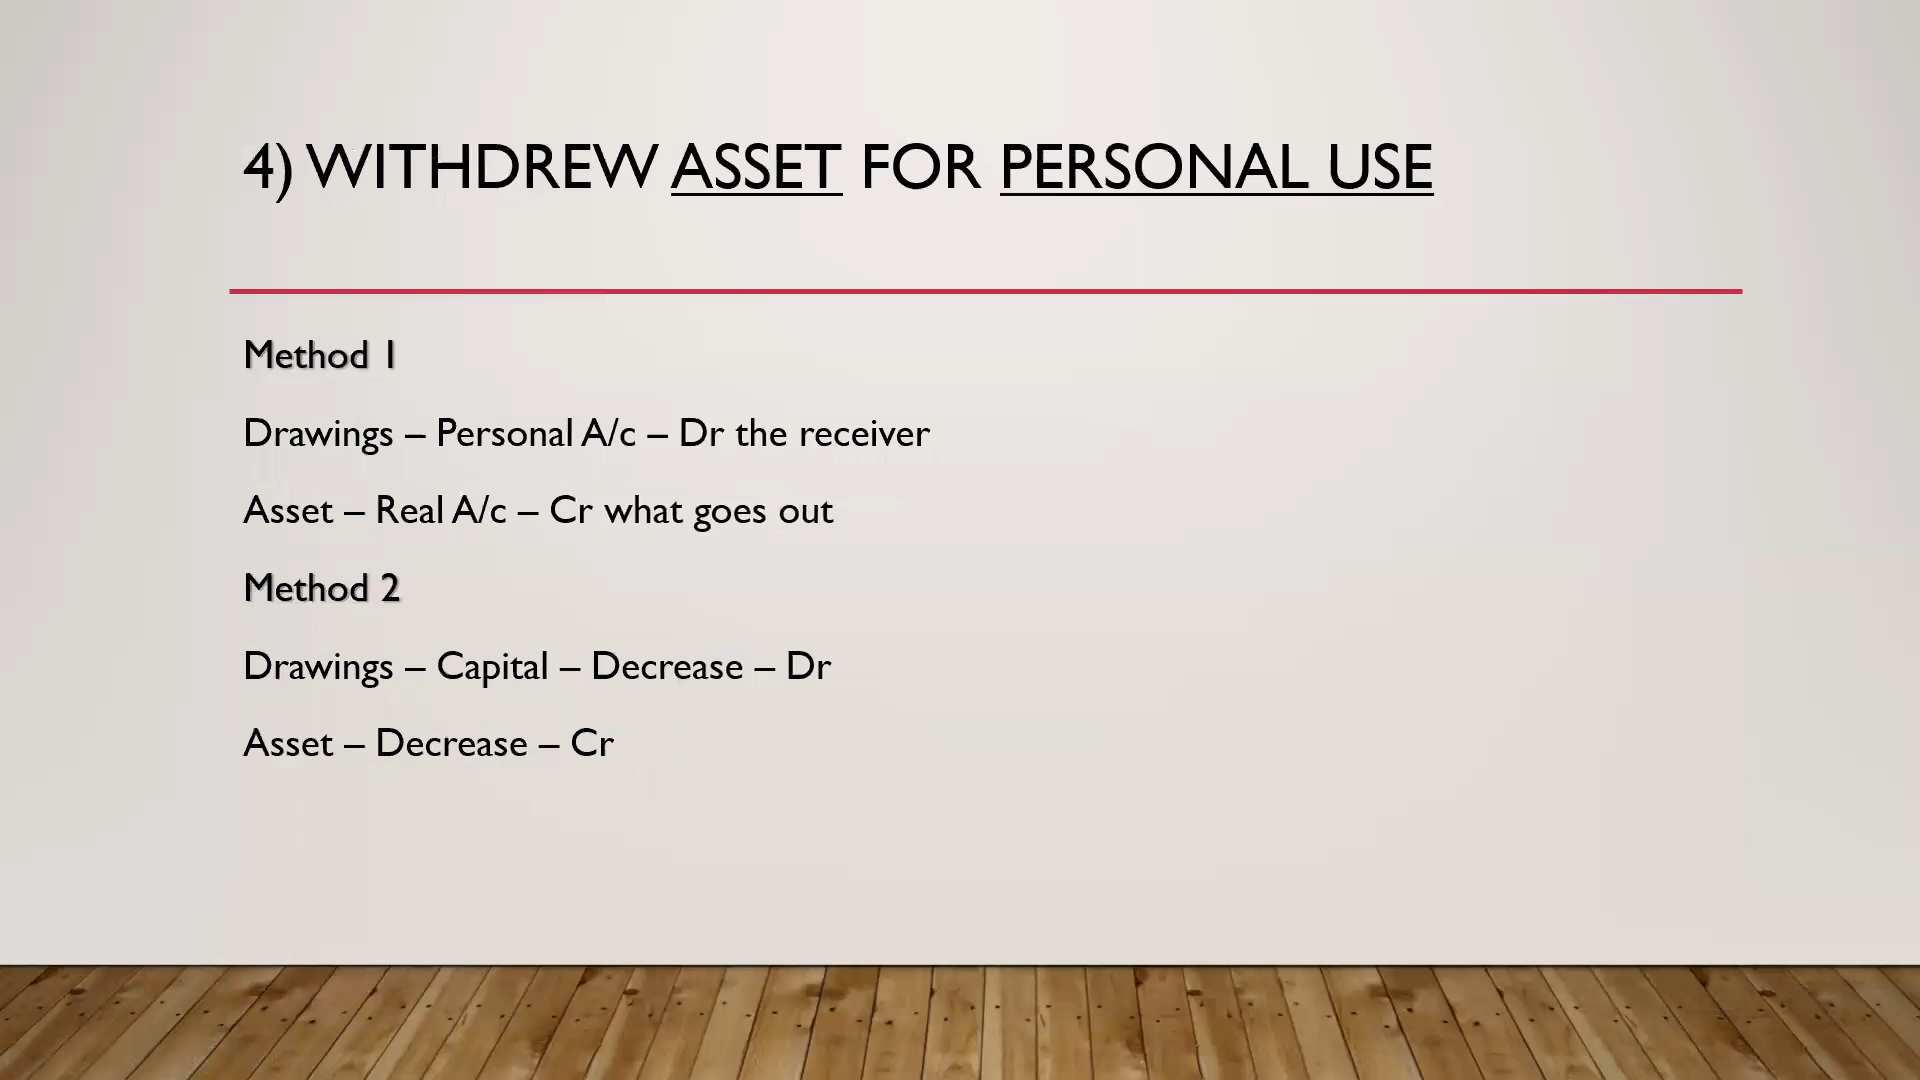 4) WITHDREW ASSET FOR PERSONAL USE
Method 1
Drawings – Personal A/c – Dr the receiver
Asset – Real A/c – Cr what goes out
Method 2
Drawings – Capital – Decrease – Dr
Asset – Decrease – Cr